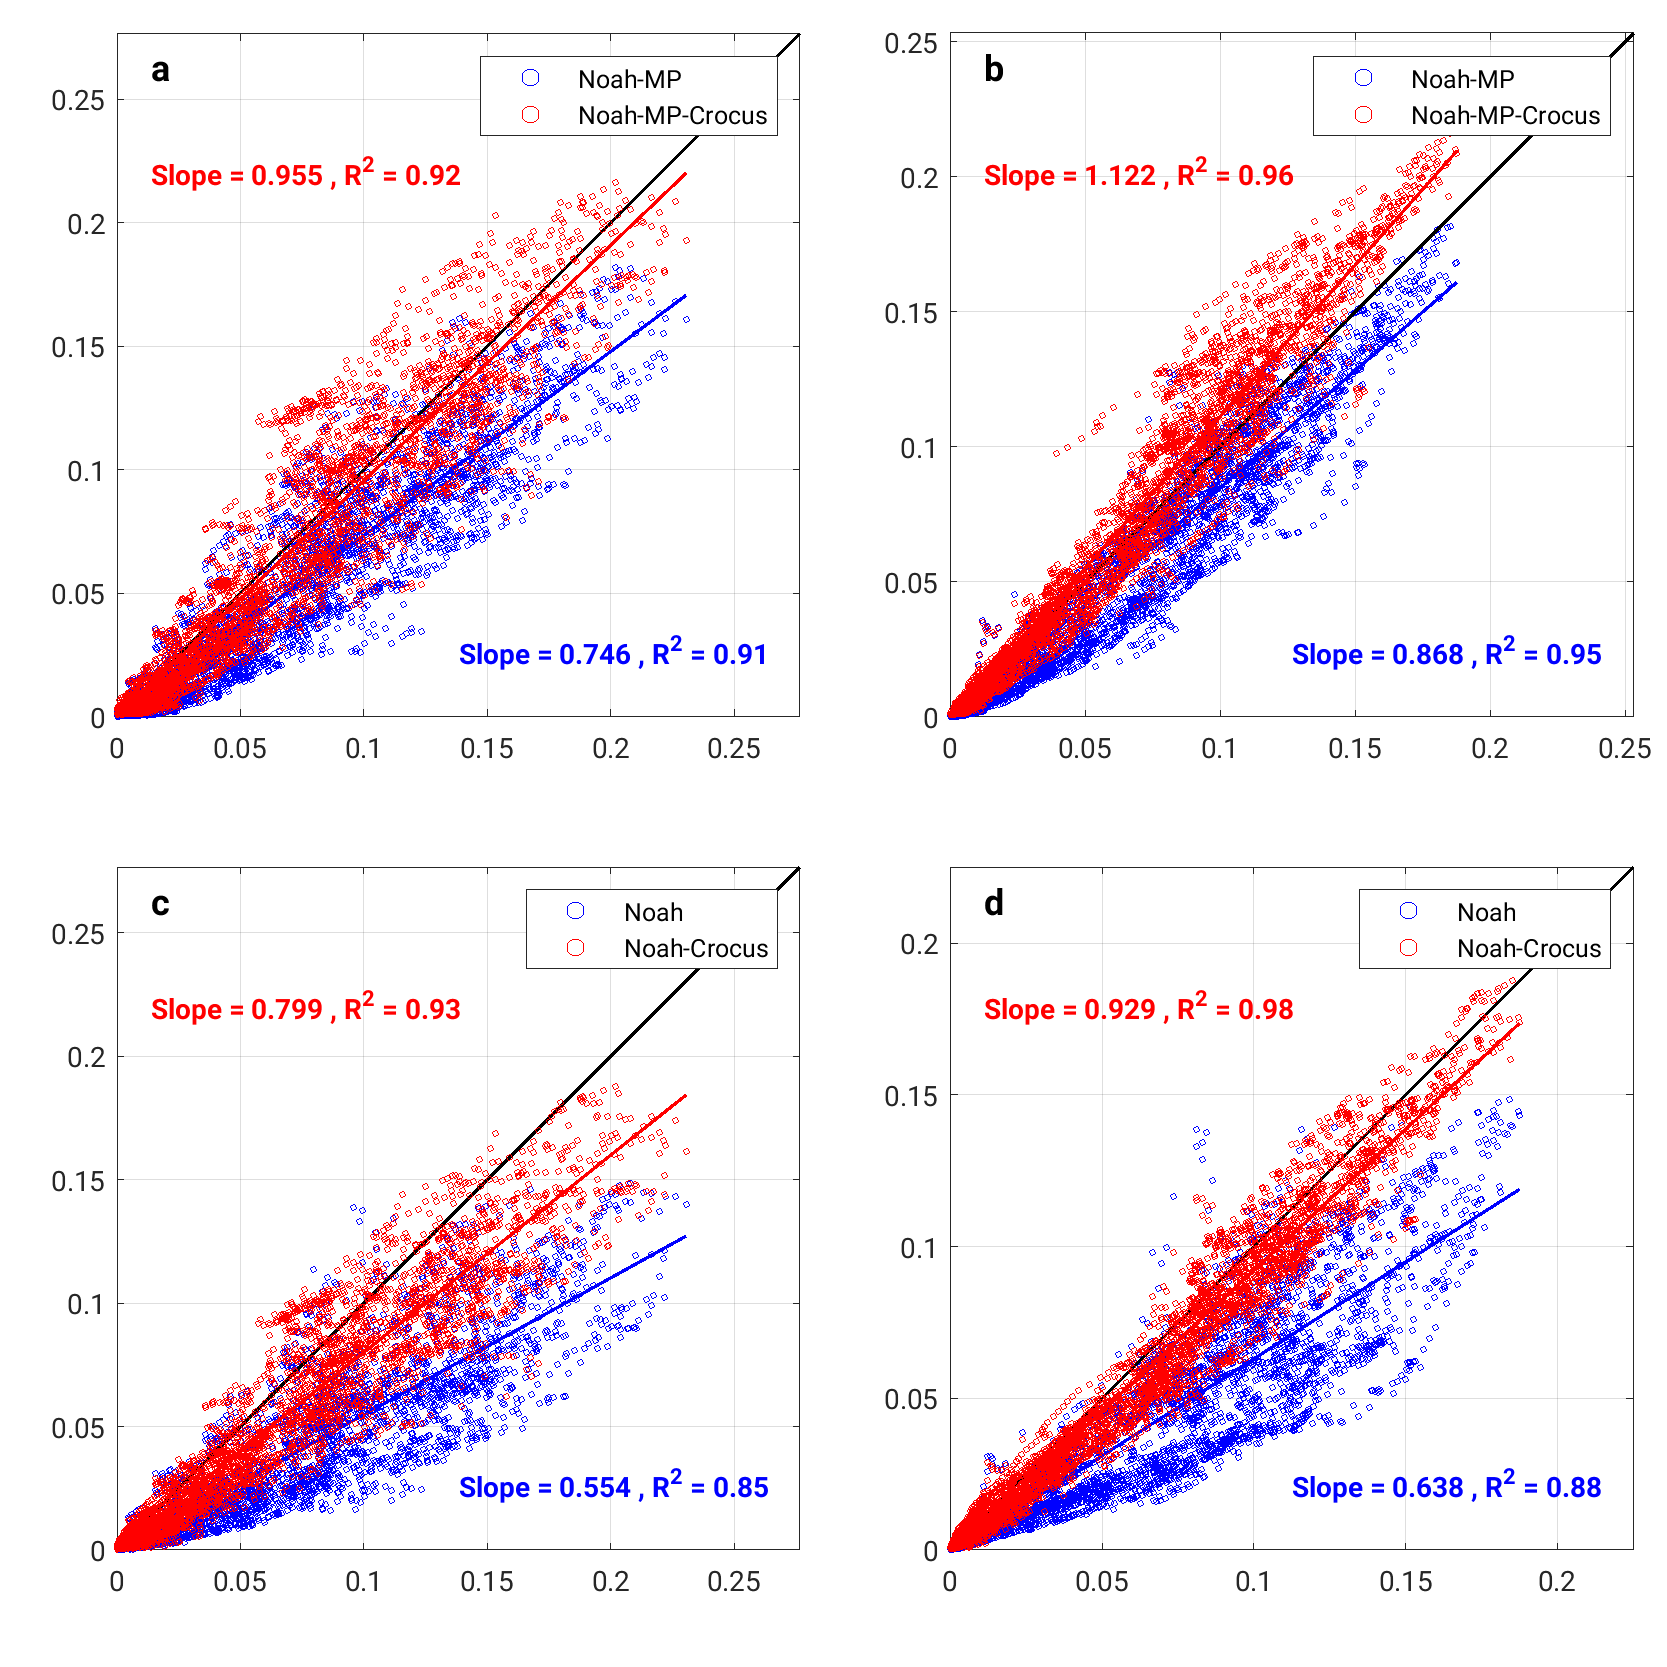 a
Noah-MP
Noah-MP-Crocus
Slope = 0.955 , R² = 0.92
Slope = 0.746 , R² = 0.91
0.25
0.2
0.15
0.1
0.05
0
0 0.05 0.1 0.15 0.2 0.25
b
Noah-MP
Noah-MP-Crocus
Slope = 1.122 , R² = 0.96
Slope = 0.868 , R² = 0.95
0.25
0.2
0.15
0.1
0.05
0
0 0.05 0.1 0.15 0.2 0.25
c
Noah
Noah-Crocus
Slope = 0.799 , R² = 0.93
Slope = 0.554 , R² = 0.85
0.25
0.2
0.15
0.1
0.05
0
0 0.05 0.1 0.15 0.2 0.25
d
Noah
Noah-Crocus
Slope = 0.929 , R² = 0.98
Slope = 0.638 , R² = 0.88
0.2
0.15
0.1
0.05
0
0 0.05 0.1 0.15 0.2